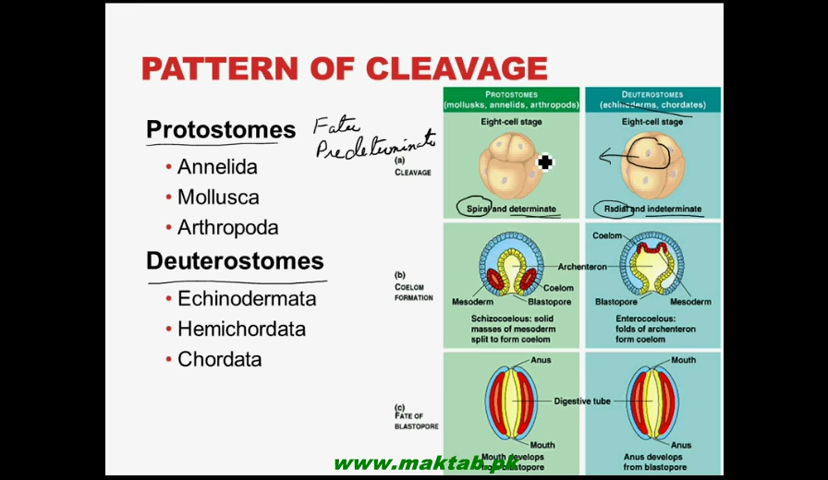 PATTERN OF CLEAVAGE
Protostomes
• Annelida
• Mollusca
• Arthropoda
Deuterostomes
• Echinodermata
• Hemichordata
• Chordata
Fate
Predeterminate
PROTOSTOMES
(mollusks, annelids, arthropods)
DEUTEROSTOMES
(echinoderms, chordates)
(a)
CLEAVAGE
Eight-cell stage
Eight-cell stage
Spiral and determinate
Radial and indeterminate
(b)
COELOM
FORMATION
Coelom
Archenteron
Coelom
Mesoderm
Blastopore
Blastopore
Mesoderm
Schizocoelous: solid
masses of mesoderm
split to form coelom
Enterocoelous:
folds of archenteron
form coelom
(c)
FATE OF
BLASTOPORE
Anus
Mouth
Digestive tube
Mouth
Anus
Mouth develops
from blastopore
Anus develops
from blastopore
www.maktab.pk